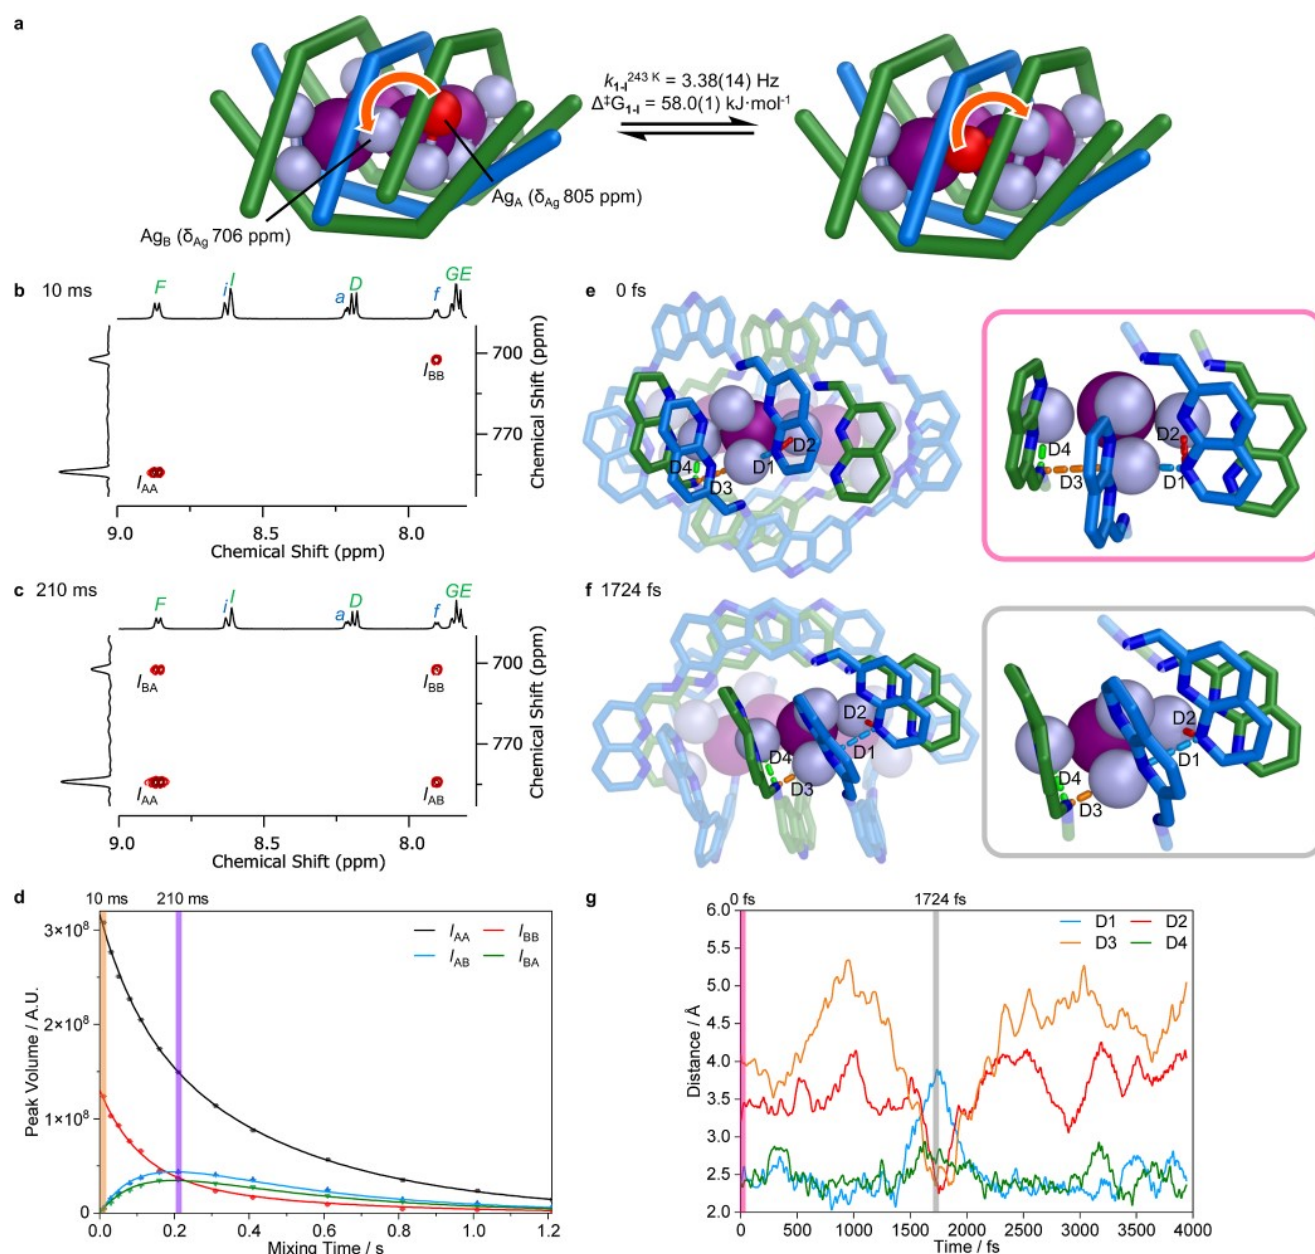 a
k1-I 243 K = 3.38(14) Hz
Δ‡G1-I = 58.0(1) kJ·mol-1
AgA (δAg 805 ppm)
AgB (δAg 706 ppm)
b 10 ms
F i I a D f GE
IBB
IAA
700
770
Chemical Shift (ppm)
9.0 8.5 8.0
Chemical Shift (ppm)
c 210 ms
F i I a D f GE
IBA IBB
IAA IAB
700
770
Chemical Shift (ppm)
9.0 8.5 8.0
Chemical Shift (ppm)
e 0 fs
D2
D4 D1
D3
D2
D4
D3 D1
f 1724 fs
D2
D1
D4
D3
D2
D1
D4
D3
d
10 ms 210 ms
3×10⁸
2×10⁸
1×10⁸
0
Peak Volume / A.U.
IAA IBB
IAB IBA
0.0 0.2 0.4 0.6 0.8 1.0 1.2
Mixing Time / s
g
0 fs 1724 fs
6.0
5.5
5.0
4.5
4.0
3.5
3.0
2.5
2.0
Distance / Å
D1 D2
D3 D4
0 500 1000 1500 2000 2500 3000 3500 4000
Time / fs